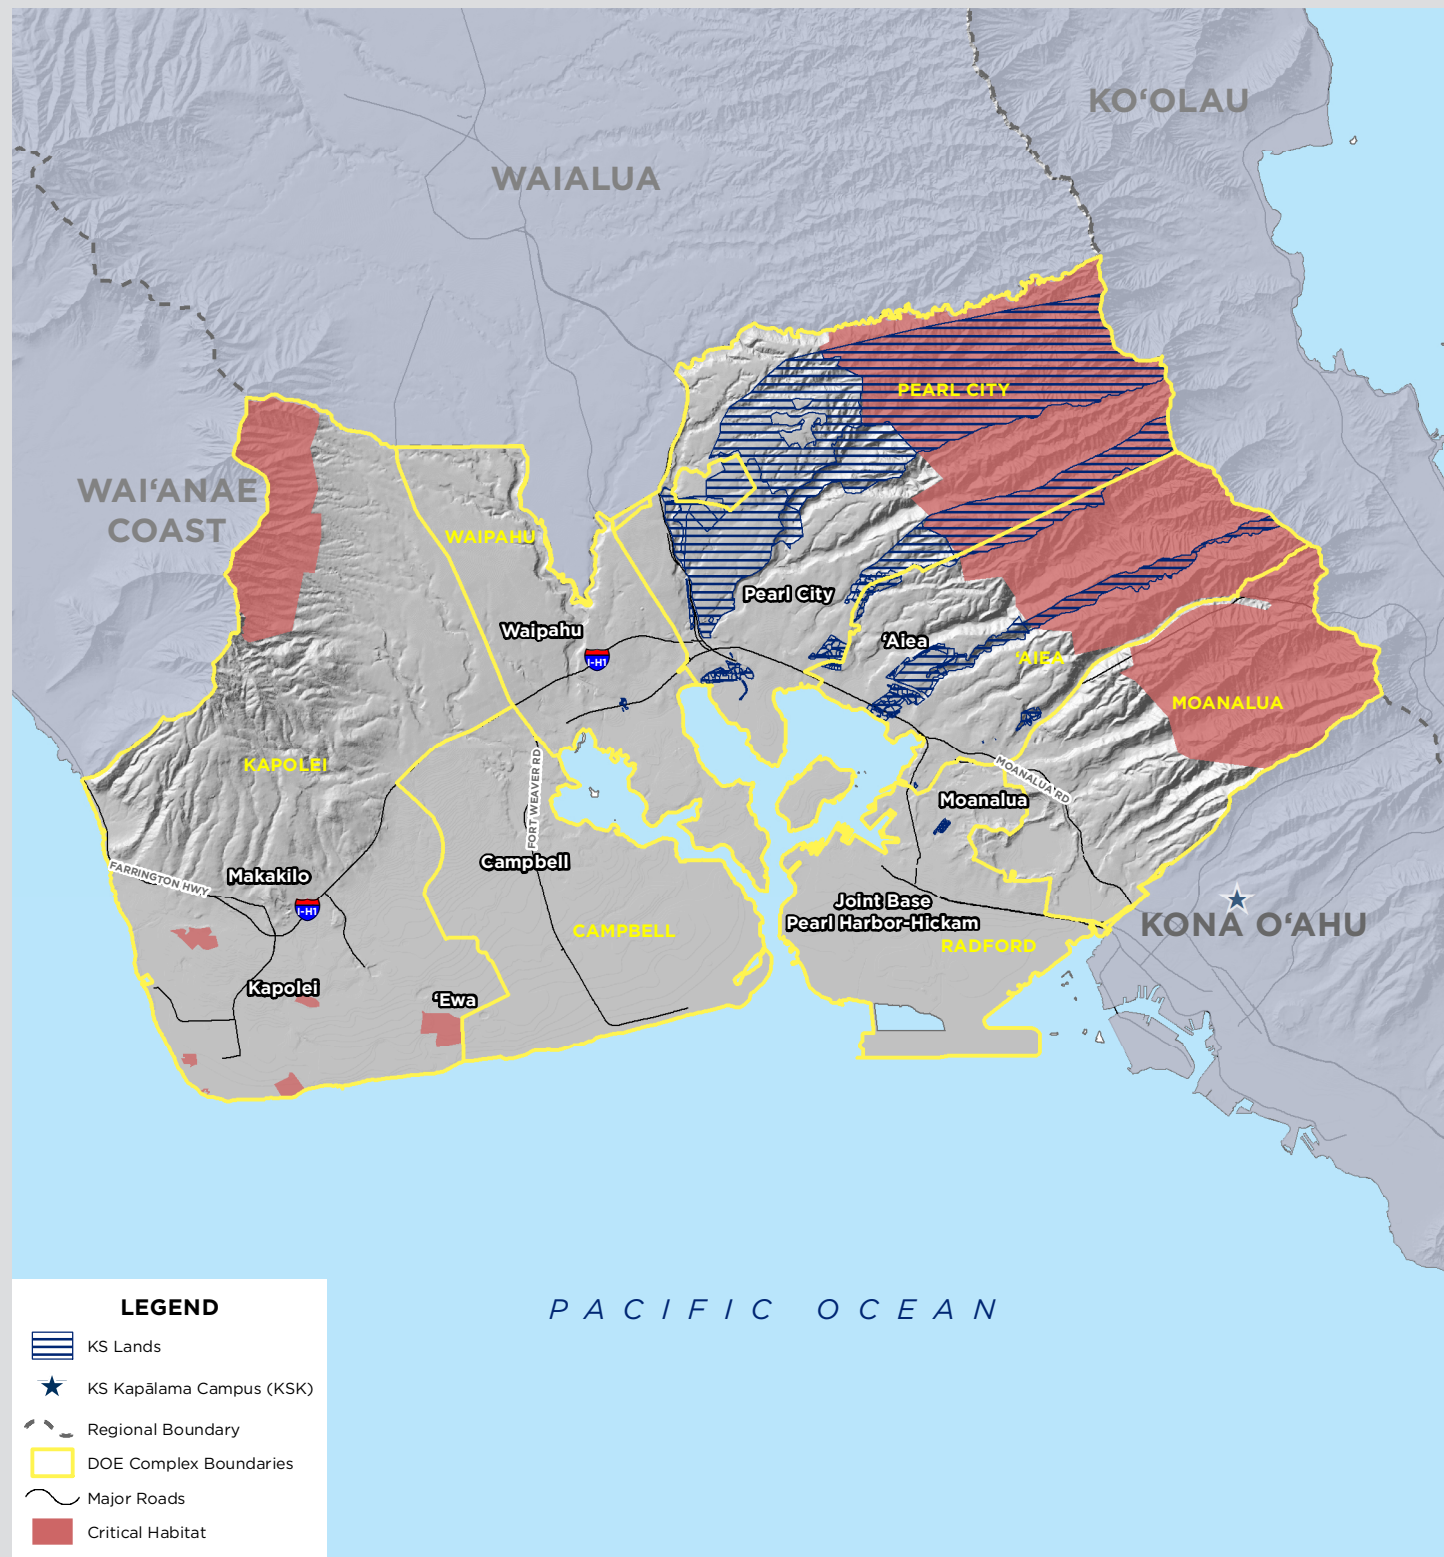 KOʻOLAU
WAIALUA
PEARL CITY
WAIʻANAE
COAST
WAIPAHU
Pearl City
Waipahu
ʻAiea
I-H1
ʻAIEA
MOANALUA
KAPOLEI
FORT WEAVER RD
MOANALUA RD
Moanalua
Campbell
FARRINGTON HWY
Makakilo
I-H1
Joint Base
Pearl Harbor-Hickam
KONA OʻAHU
CAMPBELL
RADFORD
Kapolei
ʻEwa
PACIFIC OCEAN
LEGEND
KS Lands
KS Kapālama Campus (KSK)
Regional Boundary
DOE Complex Boundaries
Major Roads
Critical Habitat